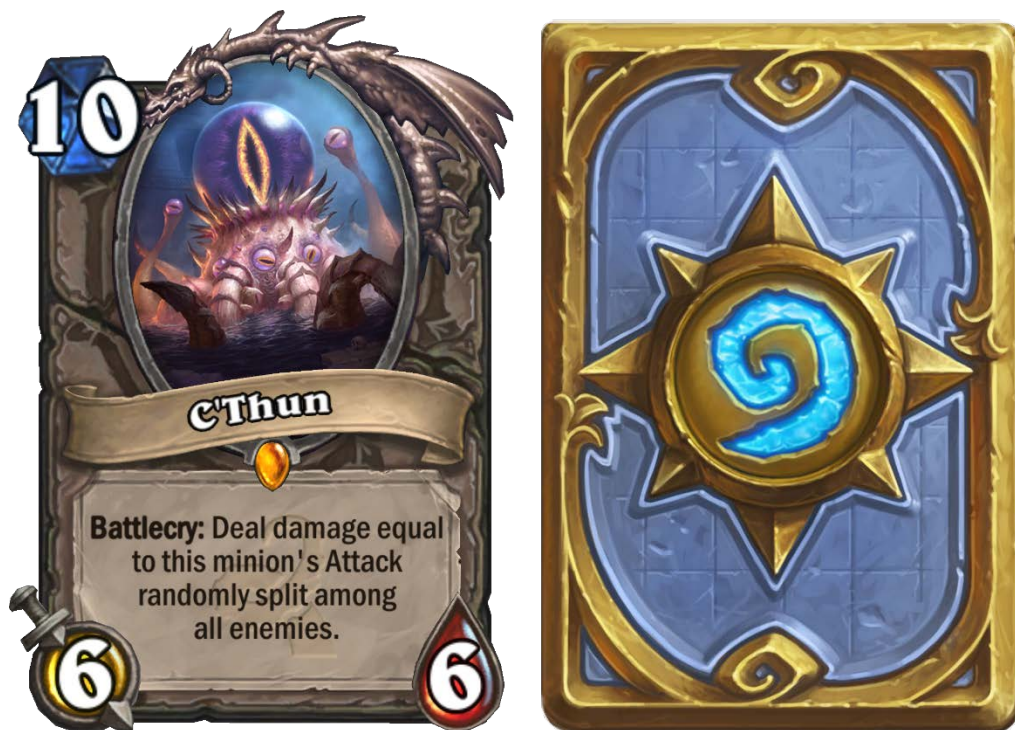 10
C'Thun
Battlecry: Deal damage equal
to this minion's Attack
randomly split among
all enemies.
6
6